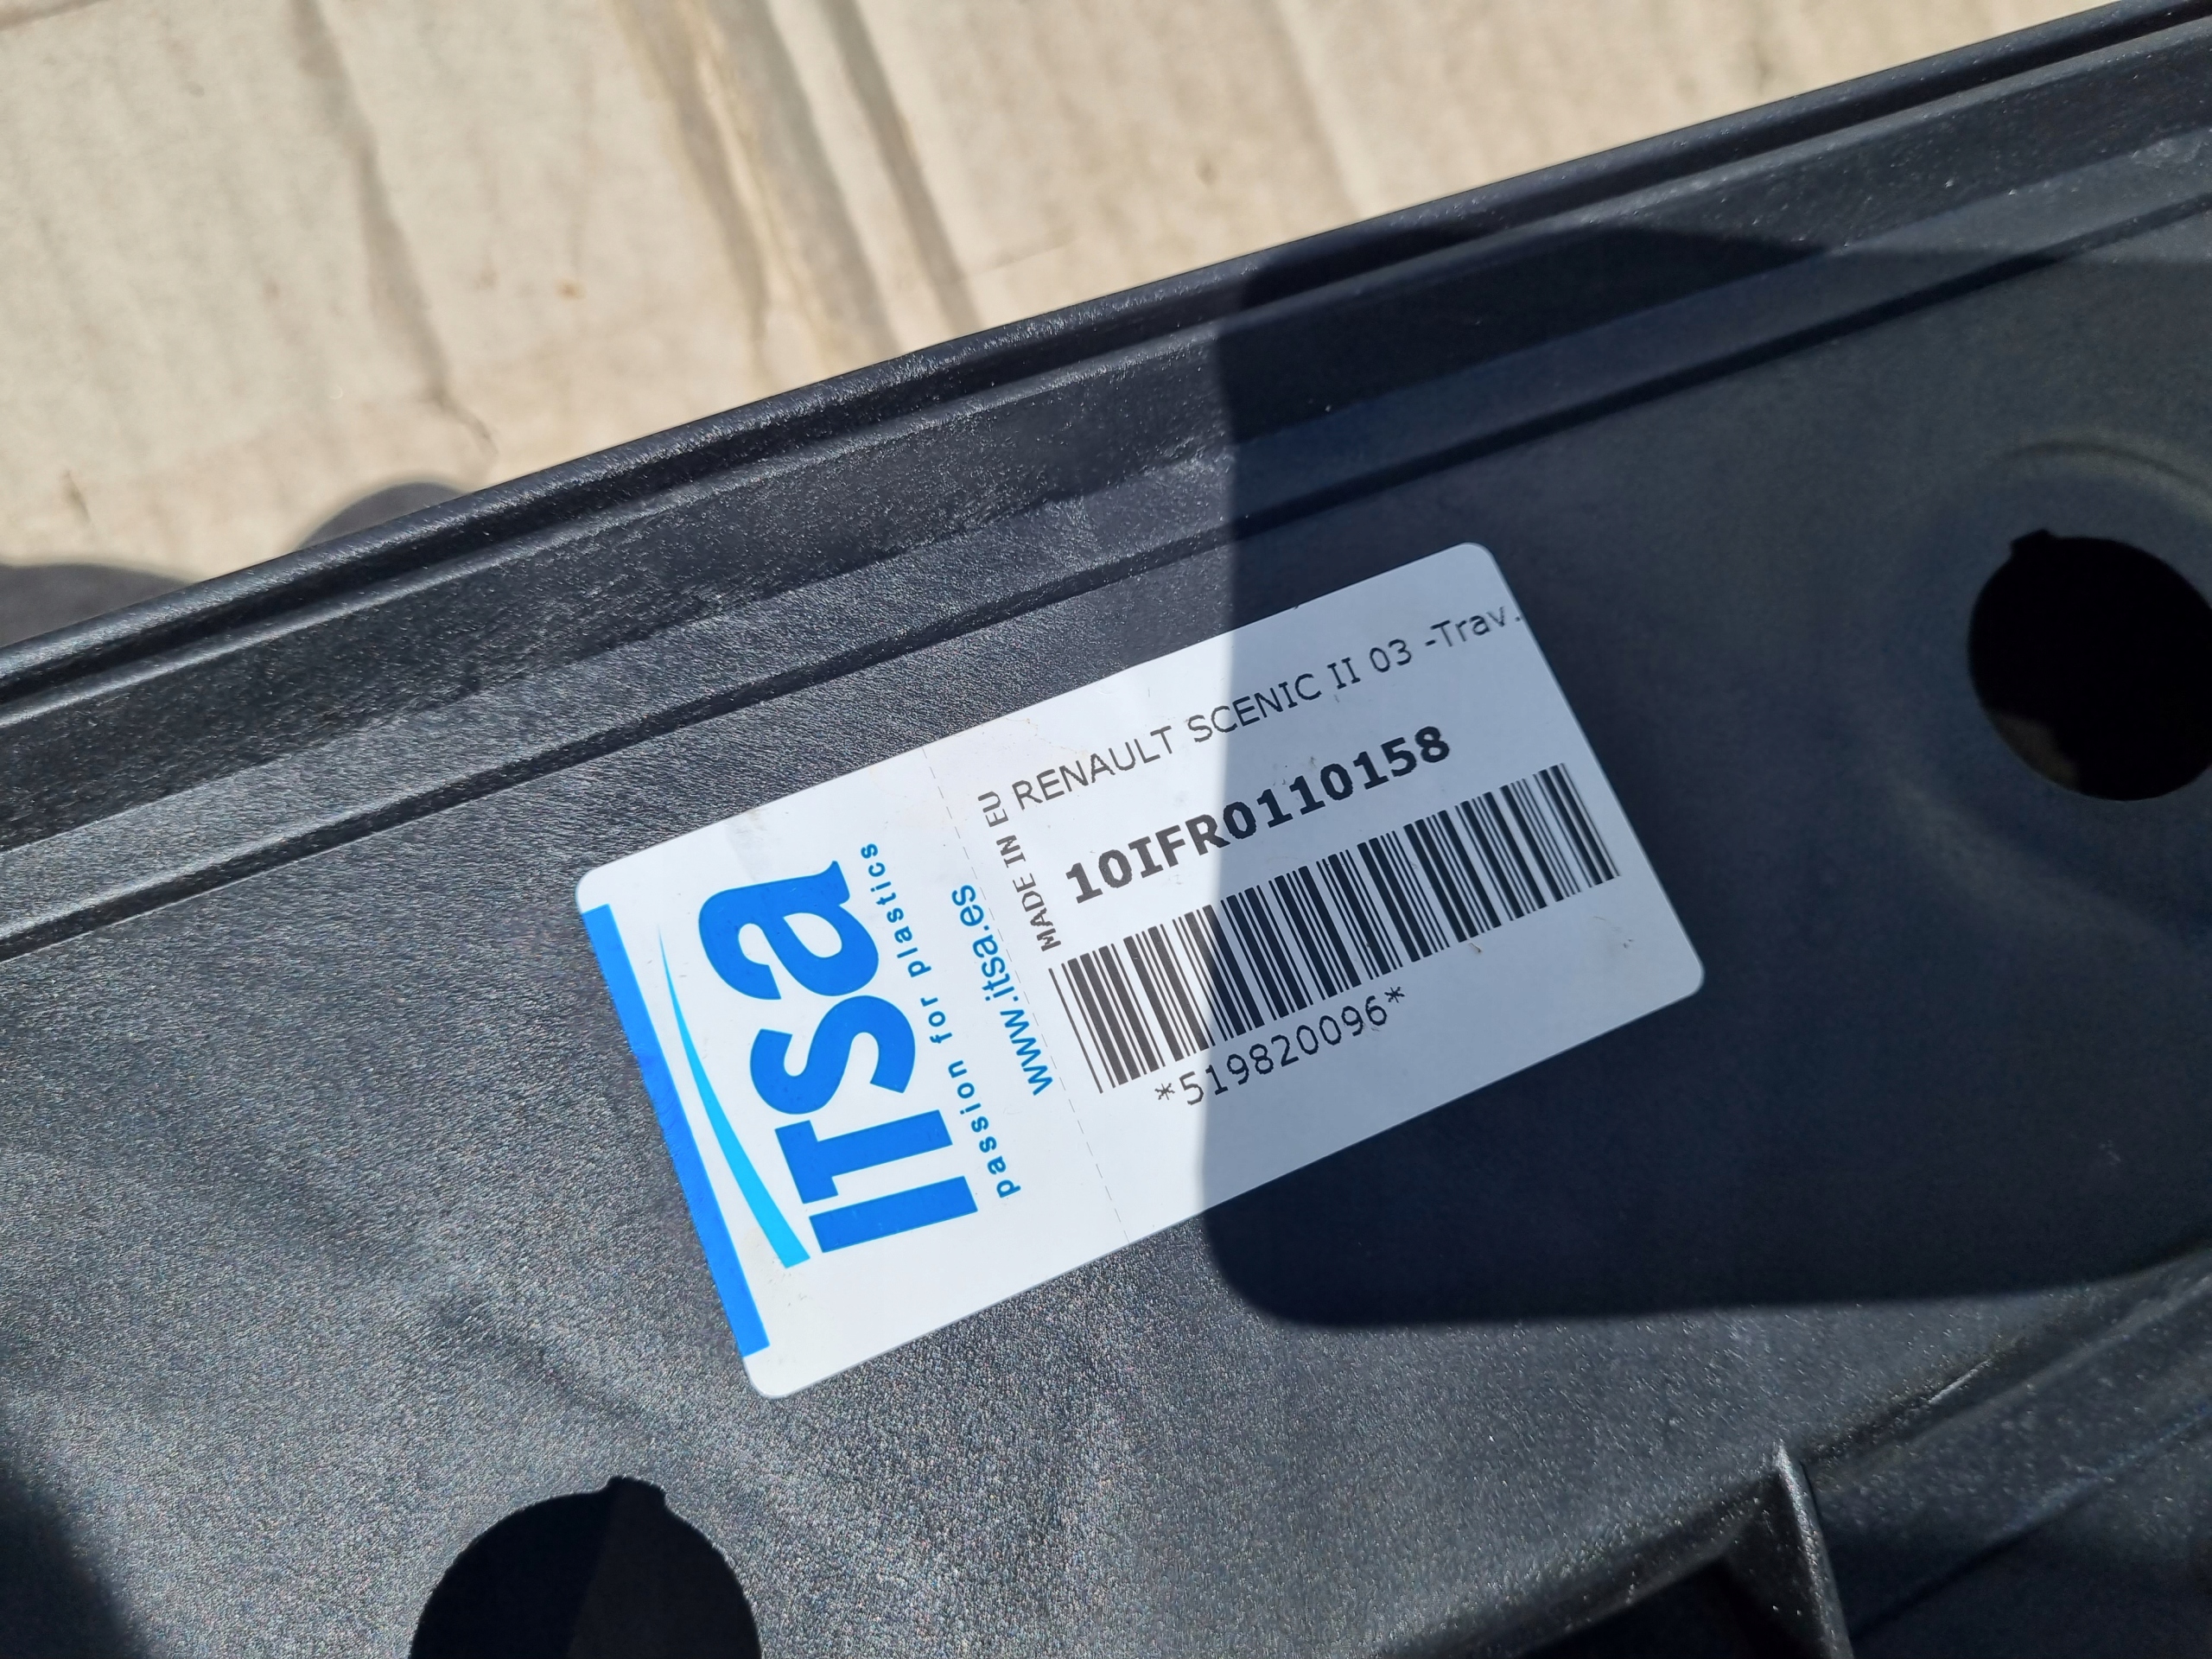 ITSA
Passion for plastics
www.itsa.es
MADE IN EU
RENAULT SCENIC II 03 -Trav.
10IFR0110158
*519820096*